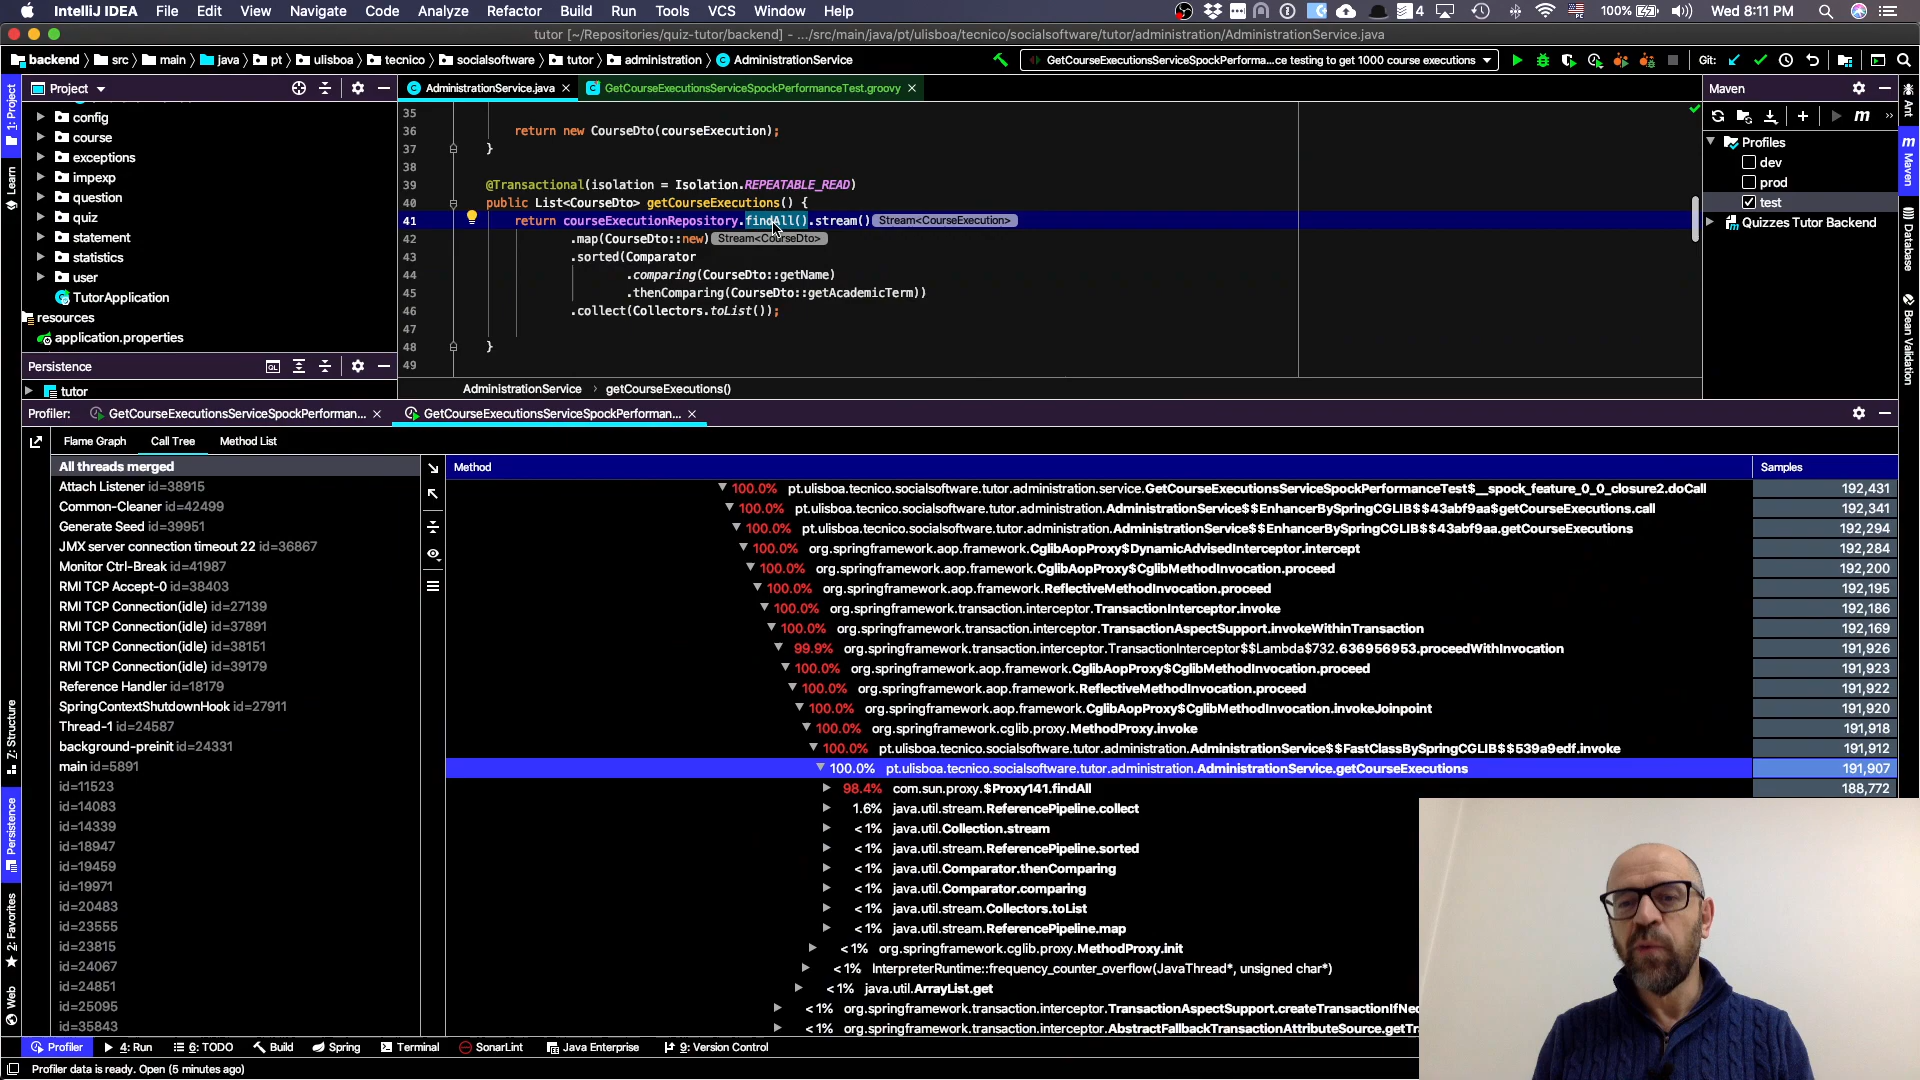 IntelliJ IDEA File Edit View Navigate Code Analyze Refactor Build Run Tools VCS Window Help 4 100% Wed 8:11 PM
tutor [~/Repositories/quiz-tutor/backend] - .../src/main/java/pt/ulisboa/tecnico/socialsoftware/tutor/administration/AdministrationService.java
backend src main java pt ulisboa tecnico socialsoftware tutor administration AdministrationService GetCourseExecutionsServiceSpockPerforma...ce testing to get 1000 course executions Git:
Project AdministrationService.java GetCourseExecutionsServiceSpockPerformanceTest.groovy Maven
config
course
exceptions
impexp
question
quiz
statement
statistics
user
TutorApplication
resources
application.properties
Persistence
tutor
35
36 return new CourseDto(courseExecution);
37 }
38
39 @Transactional(isolation = Isolation.REPEATABLE_READ)
40 public List<CourseDto> getCourseExecutions() {
41 return courseExecutionRepository.findAll().stream() Stream<CourseExecution>
42 .map(CourseDto::new) Stream<CourseDto>
43 .sorted(Comparator
44 .comparing(CourseDto::getName)
45 .thenComparing(CourseDto::getAcademicTerm))
46 .collect(Collectors.toList());
47
48 }
49
AdministrationService › getCourseExecutions()
Profiles
dev
prod
test
Quizzes Tutor Backend
1: Project
Learn
7: Structure
Persistence
2: Favorites
Web
Ant
Maven
Database
Bean Validation
Profiler: GetCourseExecutionsServiceSpockPerforman... GetCourseExecutionsServiceSpockPerforman...
Flame Graph Call Tree Method List
All threads merged
Attach Listener id=38915
Common-Cleaner id=42499
Generate Seed id=39951
JMX server connection timeout 22 id=36867
Monitor Ctrl-Break id=41987
RMI TCP Accept-0 id=38403
RMI TCP Connection(idle) id=27139
RMI TCP Connection(idle) id=37891
RMI TCP Connection(idle) id=38151
RMI TCP Connection(idle) id=39179
Reference Handler id=18179
SpringContextShutdownHook id=27911
Thread-1 id=24587
background-preinit id=24331
main id=5891
id=11523
id=14083
id=14339
id=18947
id=19459
id=19971
id=20483
id=23555
id=23815
id=24067
id=24851
id=25095
id=35843
Method Samples
100.0% pt.ulisboa.tecnico.socialsoftware.tutor.administration.service.GetCourseExecutionsServiceSpockPerformanceTest$__spock_feature_0_0_closure2.doCall 192,431
100.0% pt.ulisboa.tecnico.socialsoftware.tutor.administration.AdministrationService$$EnhancerBySpringCGLIB$$43abf9aa$getCourseExecutions.call 192,341
100.0% pt.ulisboa.tecnico.socialsoftware.tutor.administration.AdministrationService$$EnhancerBySpringCGLIB$$43abf9aa.getCourseExecutions 192,294
100.0% org.springframework.aop.framework.CglibAopProxy$DynamicAdvisedInterceptor.intercept 192,284
100.0% org.springframework.aop.framework.CglibAopProxy$CglibMethodInvocation.proceed 192,200
100.0% org.springframework.aop.framework.ReflectiveMethodInvocation.proceed 192,195
100.0% org.springframework.transaction.interceptor.TransactionInterceptor.invoke 192,186
100.0% org.springframework.transaction.interceptor.TransactionAspectSupport.invokeWithinTransaction 192,169
99.9% org.springframework.transaction.interceptor.TransactionInterceptor$$Lambda$732.636956953.proceedWithInvocation 191,926
100.0% org.springframework.aop.framework.CglibAopProxy$CglibMethodInvocation.proceed 191,923
100.0% org.springframework.aop.framework.ReflectiveMethodInvocation.proceed 191,922
100.0% org.springframework.aop.framework.CglibAopProxy$CglibMethodInvocation.invokeJoinpoint 191,920
100.0% org.springframework.cglib.proxy.MethodProxy.invoke 191,918
100.0% pt.ulisboa.tecnico.socialsoftware.tutor.administration.AdministrationService$$FastClassBySpringCGLIB$$539a9edf.invoke 191,912
100.0% pt.ulisboa.tecnico.socialsoftware.tutor.administration.AdministrationService.getCourseExecutions 191,907
98.4% com.sun.proxy.$Proxy141.findAll 188,772
1.6% java.util.stream.ReferencePipeline.collect
< 1% java.util.Collection.stream
< 1% java.util.stream.ReferencePipeline.sorted
< 1% java.util.Comparator.thenComparing
< 1% java.util.Comparator.comparing
< 1% java.util.stream.Collectors.toList
< 1% java.util.stream.ReferencePipeline.map
< 1% org.springframework.cglib.proxy.MethodProxy.init
< 1% InterpreterRuntime::frequency_counter_overflow(JavaThread*, unsigned char*)
< 1% java.util.ArrayList.get
< 1% org.springframework.transaction.interceptor.TransactionAspectSupport.createTransactionIfNec
< 1% org.springframework.transaction.interceptor.AbstractFallbackTransactionAttributeSource.getTr
Profiler 4: Run 6: TODO Build Spring Terminal SonarLint Java Enterprise 9: Version Control
Profiler data is ready. Open (5 minutes ago)